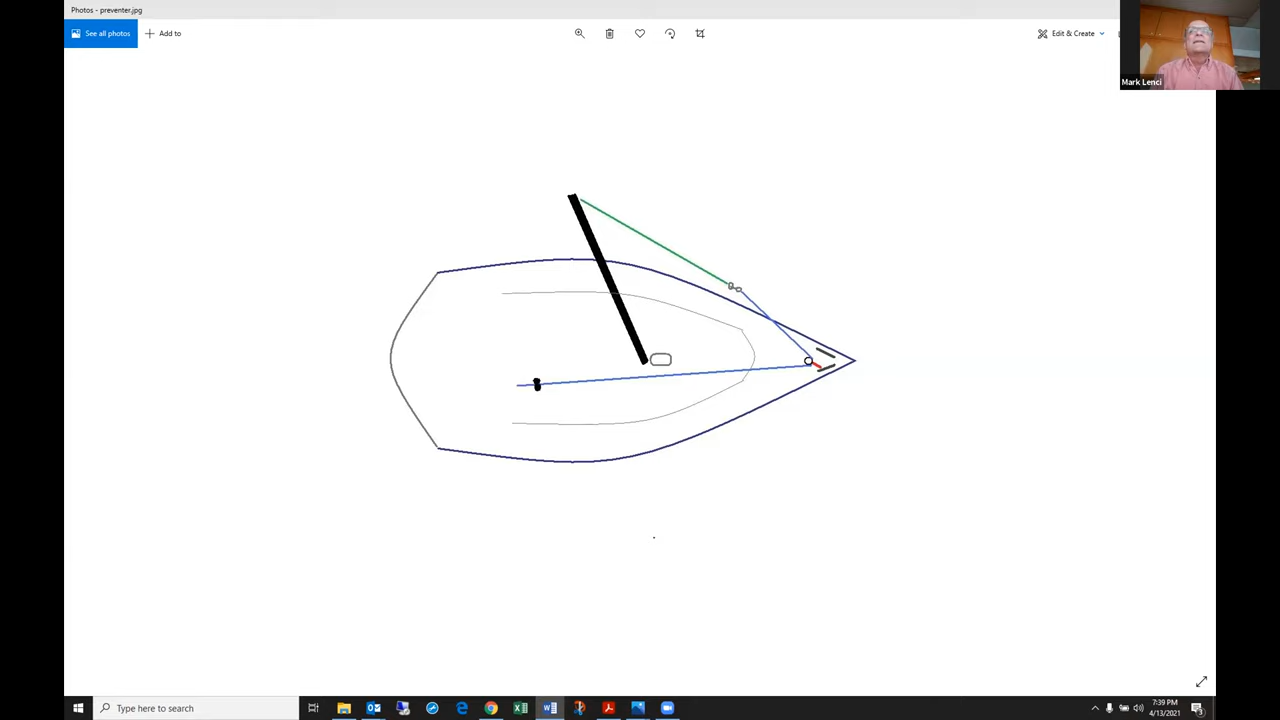 Photos - preventer.jpg
See all photos
Add to
Edit & Create
Mark Lenci
Type here to search
7:39 PM
4/13/2021